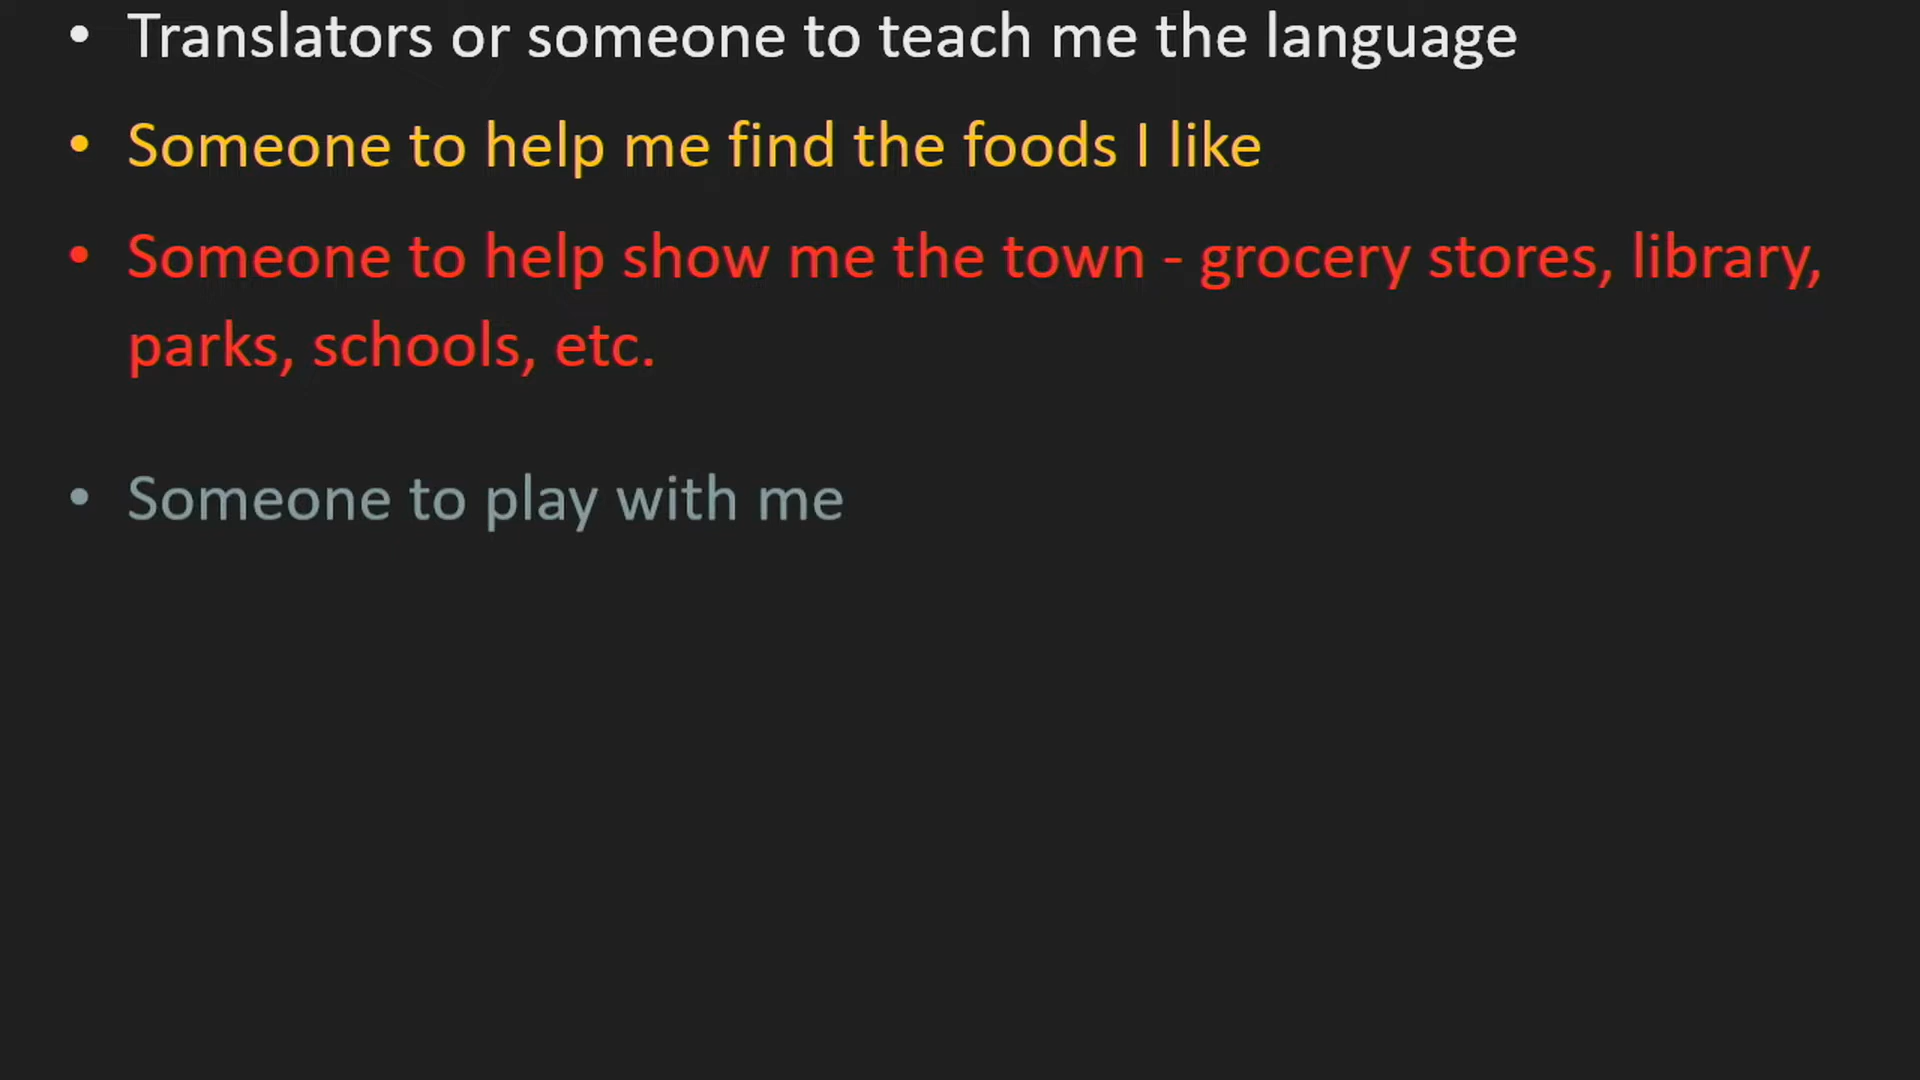 • Translators or someone to teach me the language
• Someone to help me find the foods I like
• Someone to help show me the town - grocery stores, library,
parks, schools, etc.
• Someone to play with me